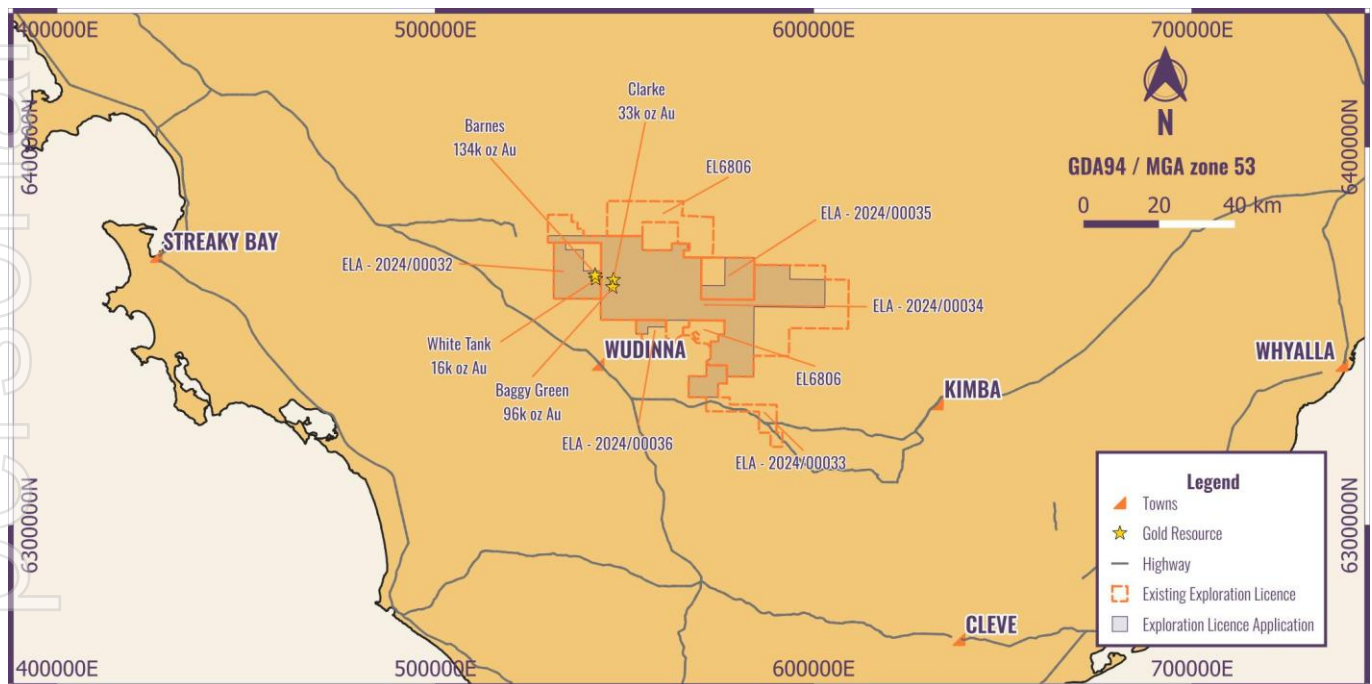 400000E 500000E 600000E 700000E
6400000N
6400000N
N
GDA94 / MGA zone 53
0 20 40 km
Clarke
33k oz Au
Barnes
134k oz Au
EL6806
ELA - 2024/00035
STREAKY BAY
ELA - 2024/00032
ELA - 2024/00034
White Tank
16k oz Au
WUDINNA
Baggy Green
96k oz Au
EL6806
WHYALLA
KIMBA
ELA - 2024/00036
ELA - 2024/00033
6300000N
6300000N
Legend
Towns
Gold Resource
Highway
Existing Exploration Licence
Exploration Licence Application
CLEVE
400000E 500000E 600000E 700000E